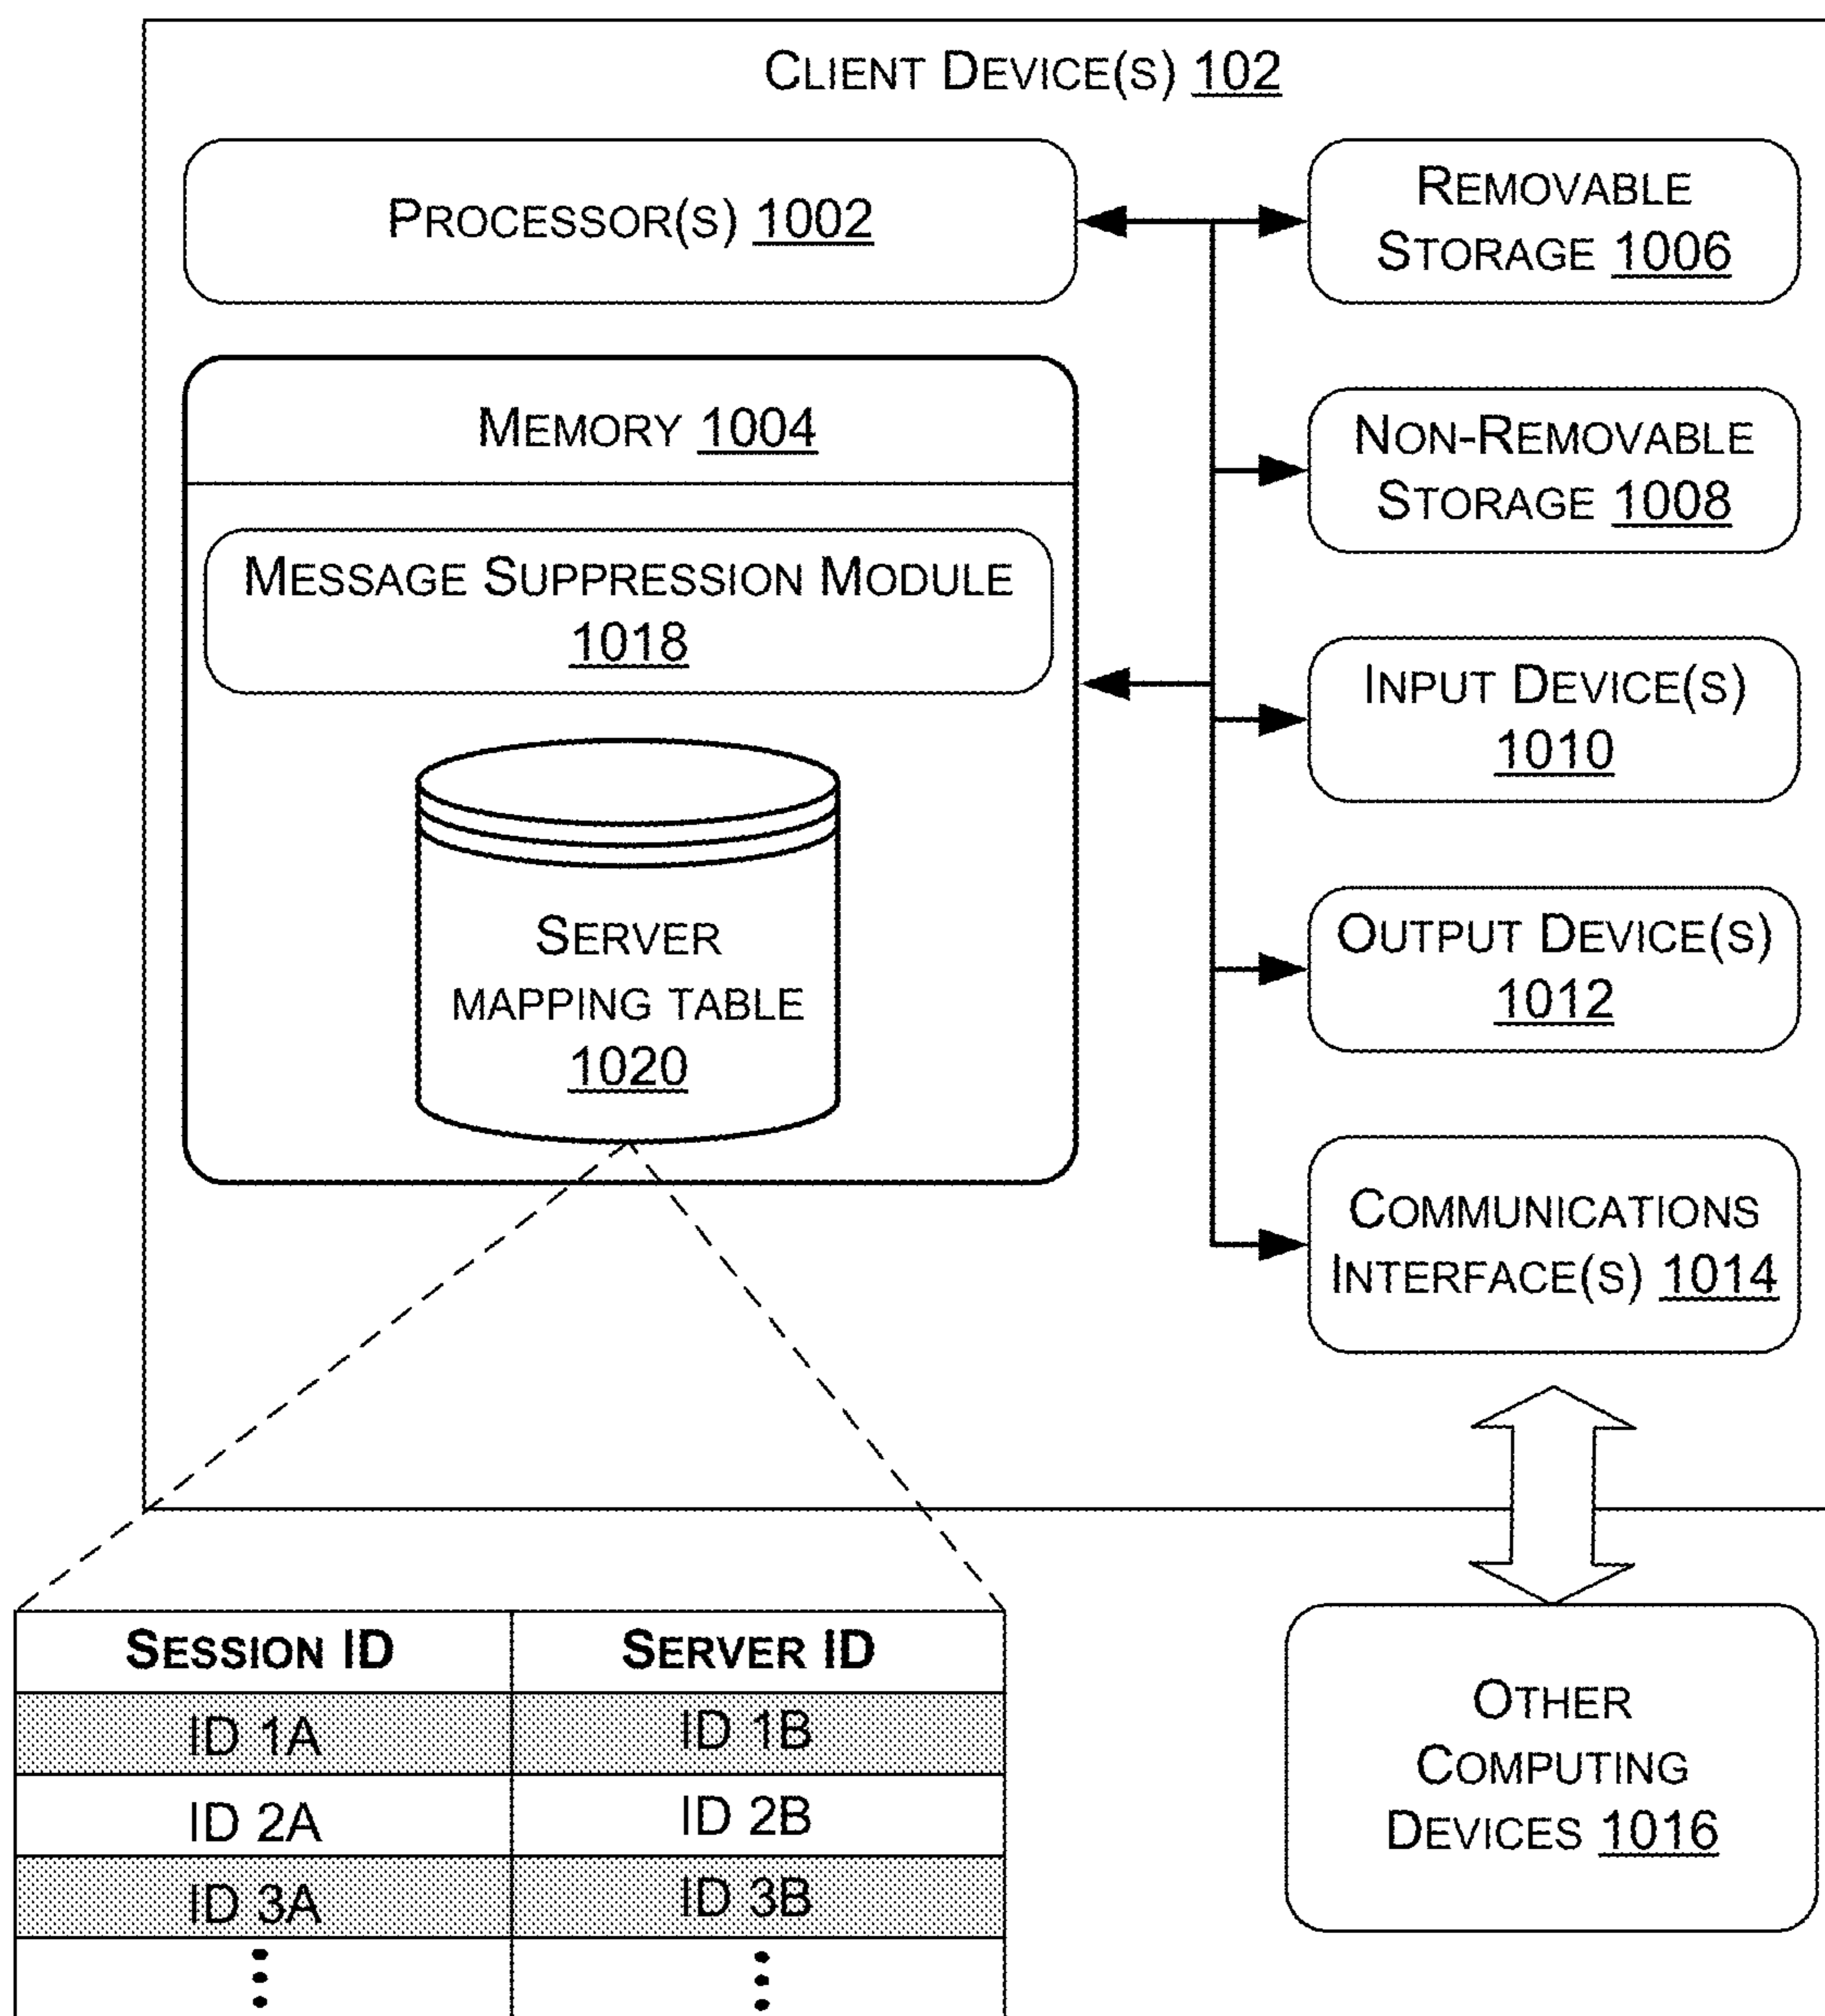 CLIENT DEVICE(S) 102
PROCESSOR(S) 1002
MEMORY 1004
MESSAGE SUPPRESSION MODULE
1018
SERVER
MAPPING TABLE
1020
REMOVABLE
STORAGE 1006
NON-REMOVABLE
STORAGE 1008
INPUT DEVICE(S)
1010
OUTPUT DEVICE(S)
1012
COMMUNICATIONS
INTERFACE(S) 1014
SESSION ID SERVER ID
ID 1A ID 1B
ID 2A ID 2B
ID 3A ID 3B
OTHER
COMPUTING
DEVICES 1016